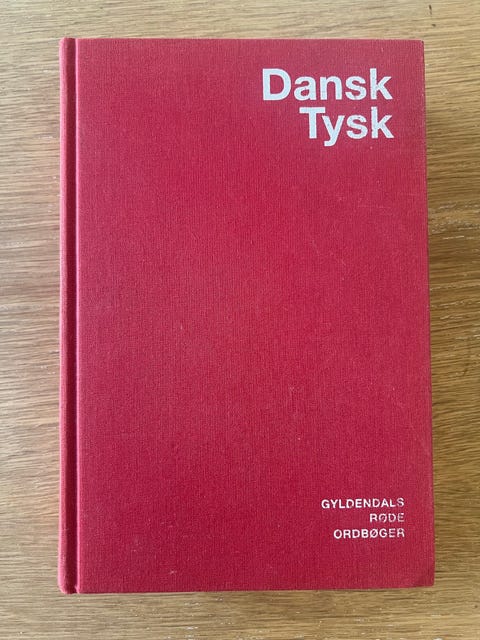 Dansk
Tysk
GYLDENDALS
RØDE
ORDBØGER